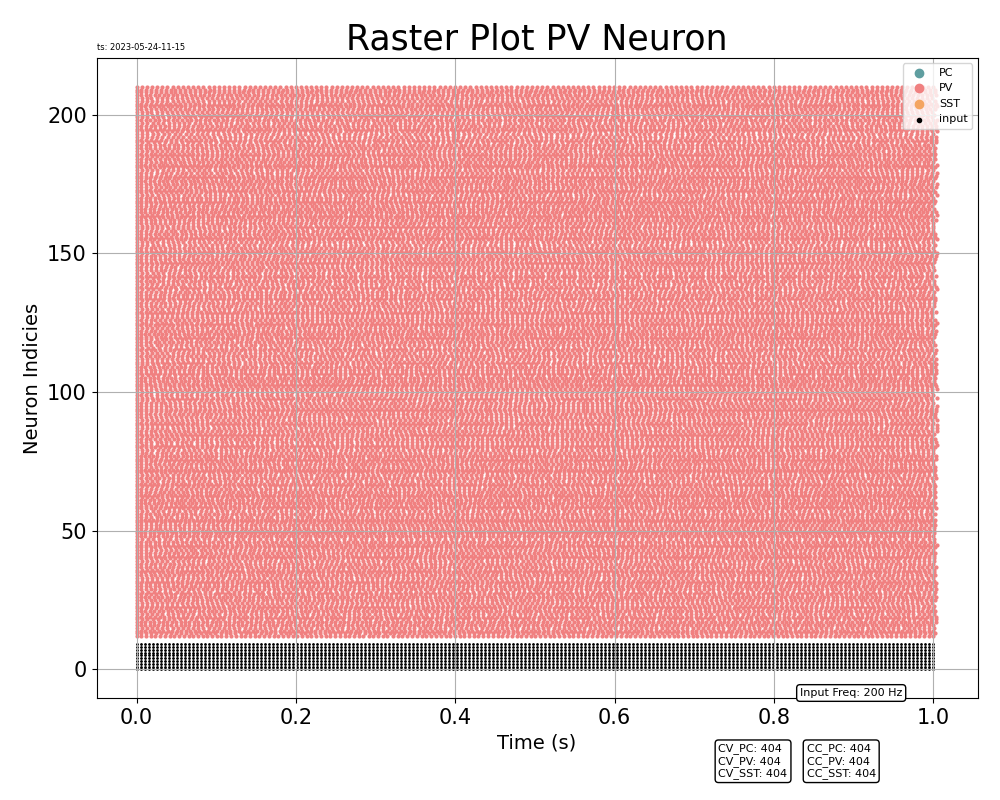 Raster Plot PV Neuron
ts: 2023-05-24-11-15
PC
PV
SST
input
200
150
100
50
0
Neuron Indicies
Input Freq: 200 Hz
0.0 0.2 0.4 0.6 0.8 1.0
Time (s)
CV_PC: 404
CV_PV: 404
CV_SST: 404
CC_PC: 404
CC_PV: 404
CC_SST: 404